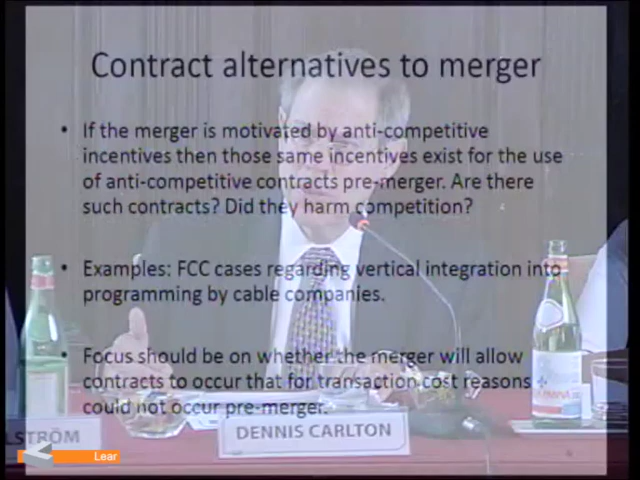 Contract alternatives to merger
• If the merger is motivated by anti-competitive
incentives then those same incentives exist for the use
of anti-competitive contracts pre-merger. Are there
such contracts? Did they harm competition?
• Examples: FCC cases regarding vertical integration into
programming by cable companies.
• Focus should be on whether the merger will allow
contracts to occur that for transaction cost reasons
could not occur pre-merger.
LSTRÖM
DENNIS CARLTON
Lear